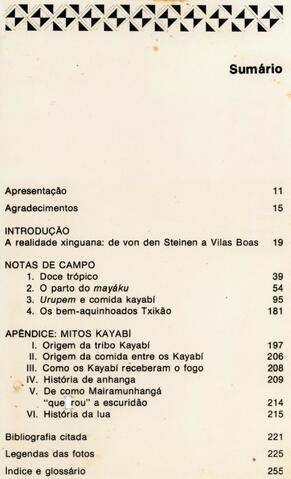 Sumário
Apresentação 11
Agradecimentos 15
INTRODUÇÃO
A realidade xinguana: de von den Steinen a Vilas Boas 19
NOTAS DE CAMPO
1. Doce trópico 39
2. O parto do mayáku 54
3. Urupem e comida kayabí 95
4. Os bem-aquinhoados Txikão 181
APÊNDICE: MITOS KAYABÍ
I. Origem da tribo Kayabí 197
II. Origem da comida entre os Kayabí 206
III. Como os Kayabí receberam o fogo 208
IV. História de anhanga 209
V. De como Mairamunhangá
"que rou" a escuridão 214
VI. História da lua 215
Bibliografia citada 221
Legendas das fotos 225
Índice e glossário 255